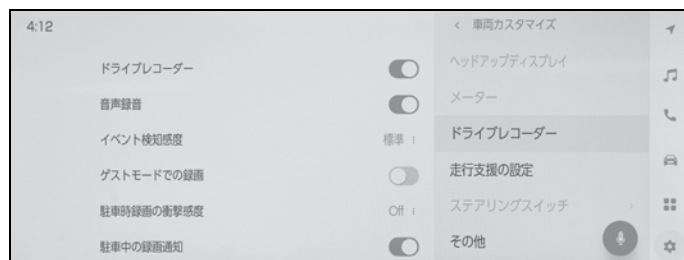 4:12
ドライブレコーダー
音声録音
イベント検知感度
標準
ゲストモードでの録画
駐車時録画の衝撃感度
Off
駐車中の録画通知
< 車両カスタマイズ
ヘッドアップディスプレイ
メーター
ドライブレコーダー
走行支援の設定
ステアリングスイッチ
その他